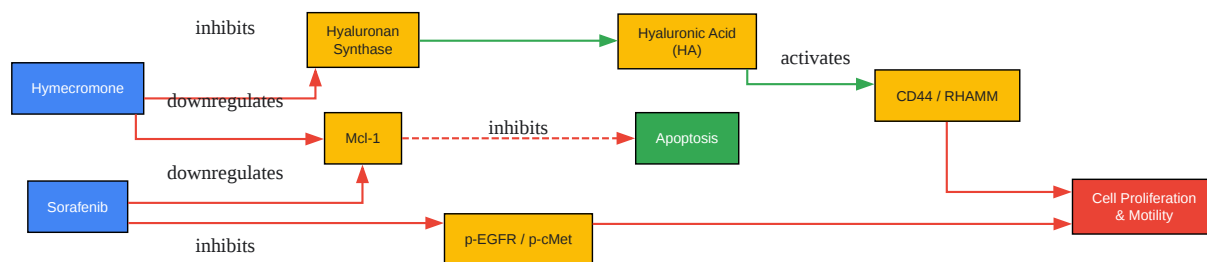 inhibits
Hyaluronan
Synthase
Hyaluronic Acid
(HA)
activates
Hymecromone
downregulates
CD44 / RHAMM
Mcl-1
inhibits
Apoptosis
downregulates
Sorafenib
Cell Proliferation
& Motility
inhibits
p-EGFR / p-cMet